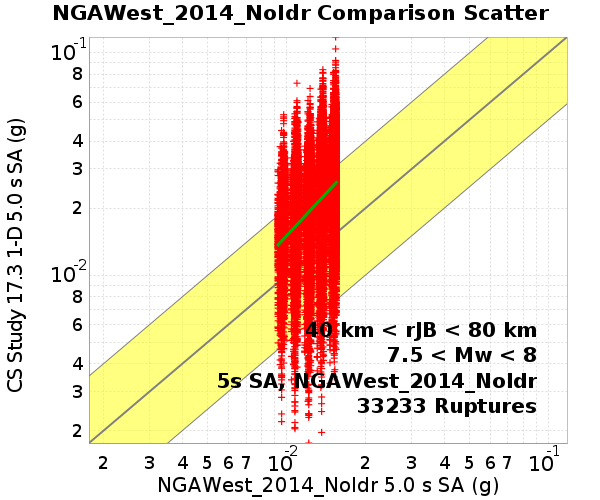 NGAWest_2014_NoIdr Comparison Scatter
CS Study 17.3 1-D 5.0 s SA (g)
10⁻¹
8
6
4
3
2
10⁻²
8
6
4
3
2
40 km < rJB < 80 km
7.5 < Mw < 8
5s SA, NGAWest_2014_NoIdr
33233 Ruptures
2 3 4 5 6 7 10⁻² 2 3 4 5 6 7 10⁻¹
NGAWest_2014_NoIdr 5.0 s SA (g)